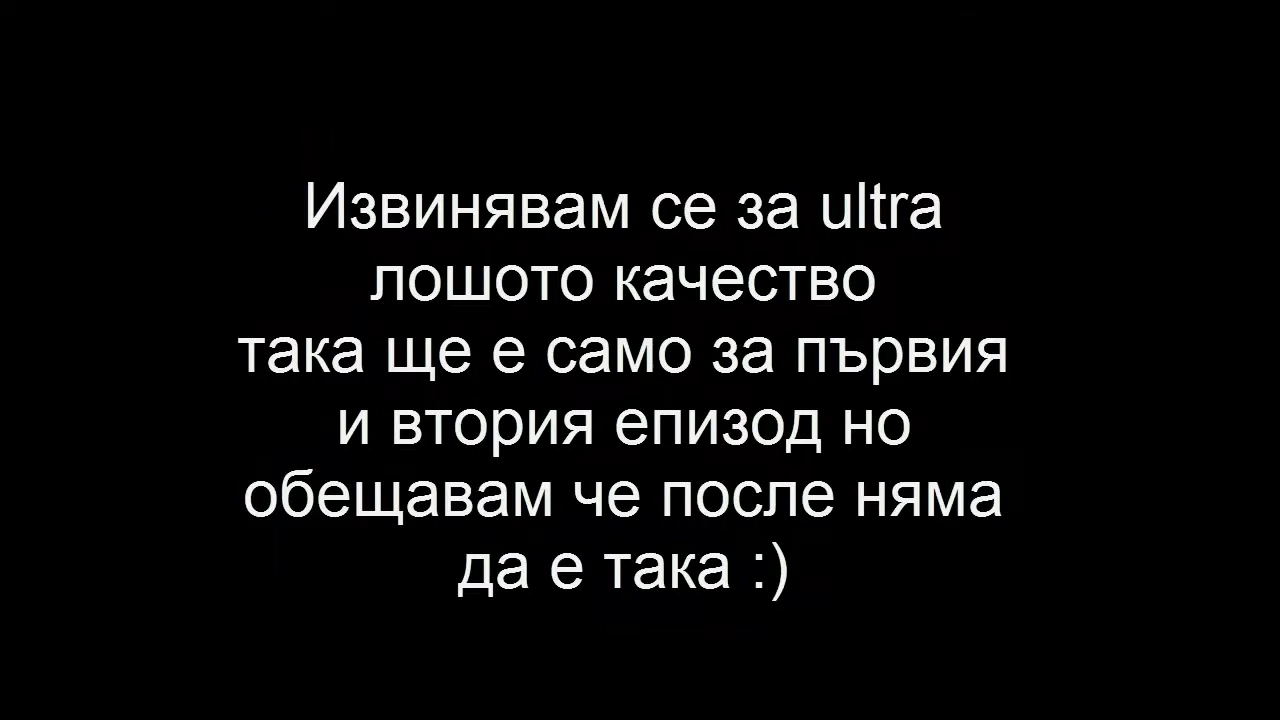 Извинявам се за ultra
лошото качество
така ще е само за първия
и втория епизод но
обещавам че после няма
да е така :)